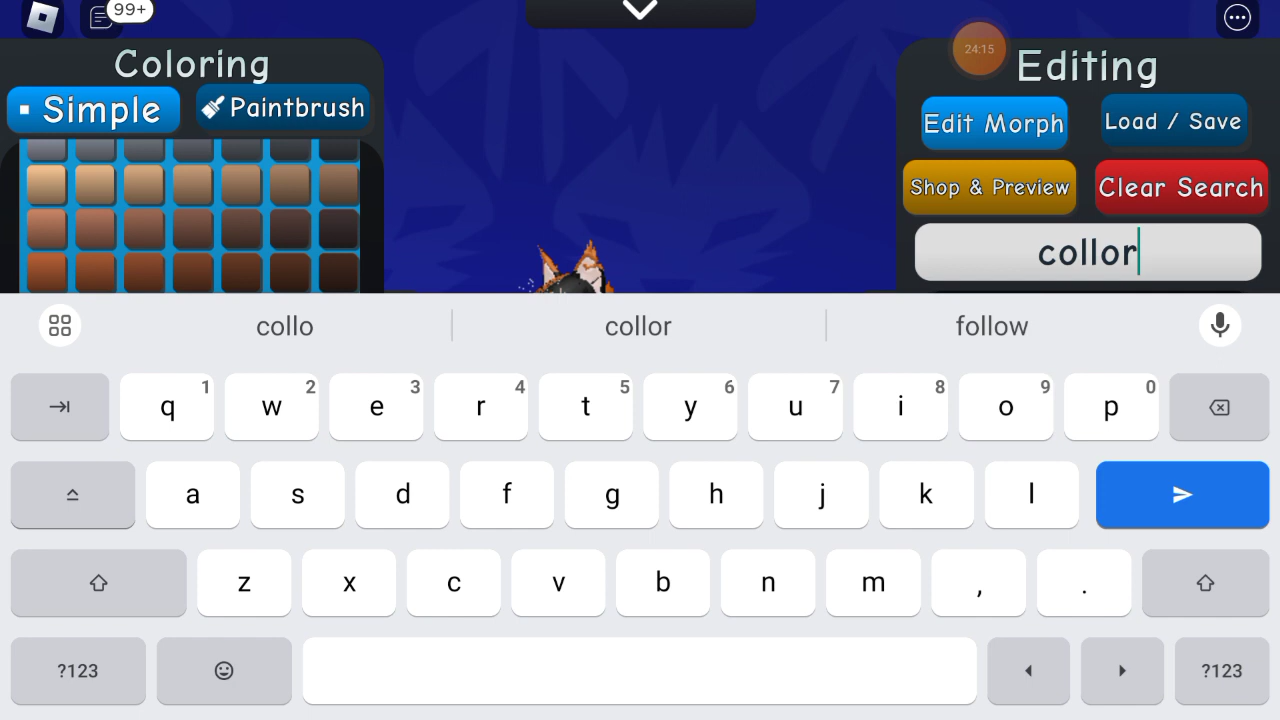 99+
24:15
Coloring
Editing
Simple
Paintbrush
Edit Morph
Load / Save
Shop & Preview
Clear Search
collor
collo
collor
follow
q 1 w 2 e 3 r 4 t 5 y 6 u 7 i 8 o 9 p 0
a s d f g h j k l
z x c v b n m , .
?123
?123